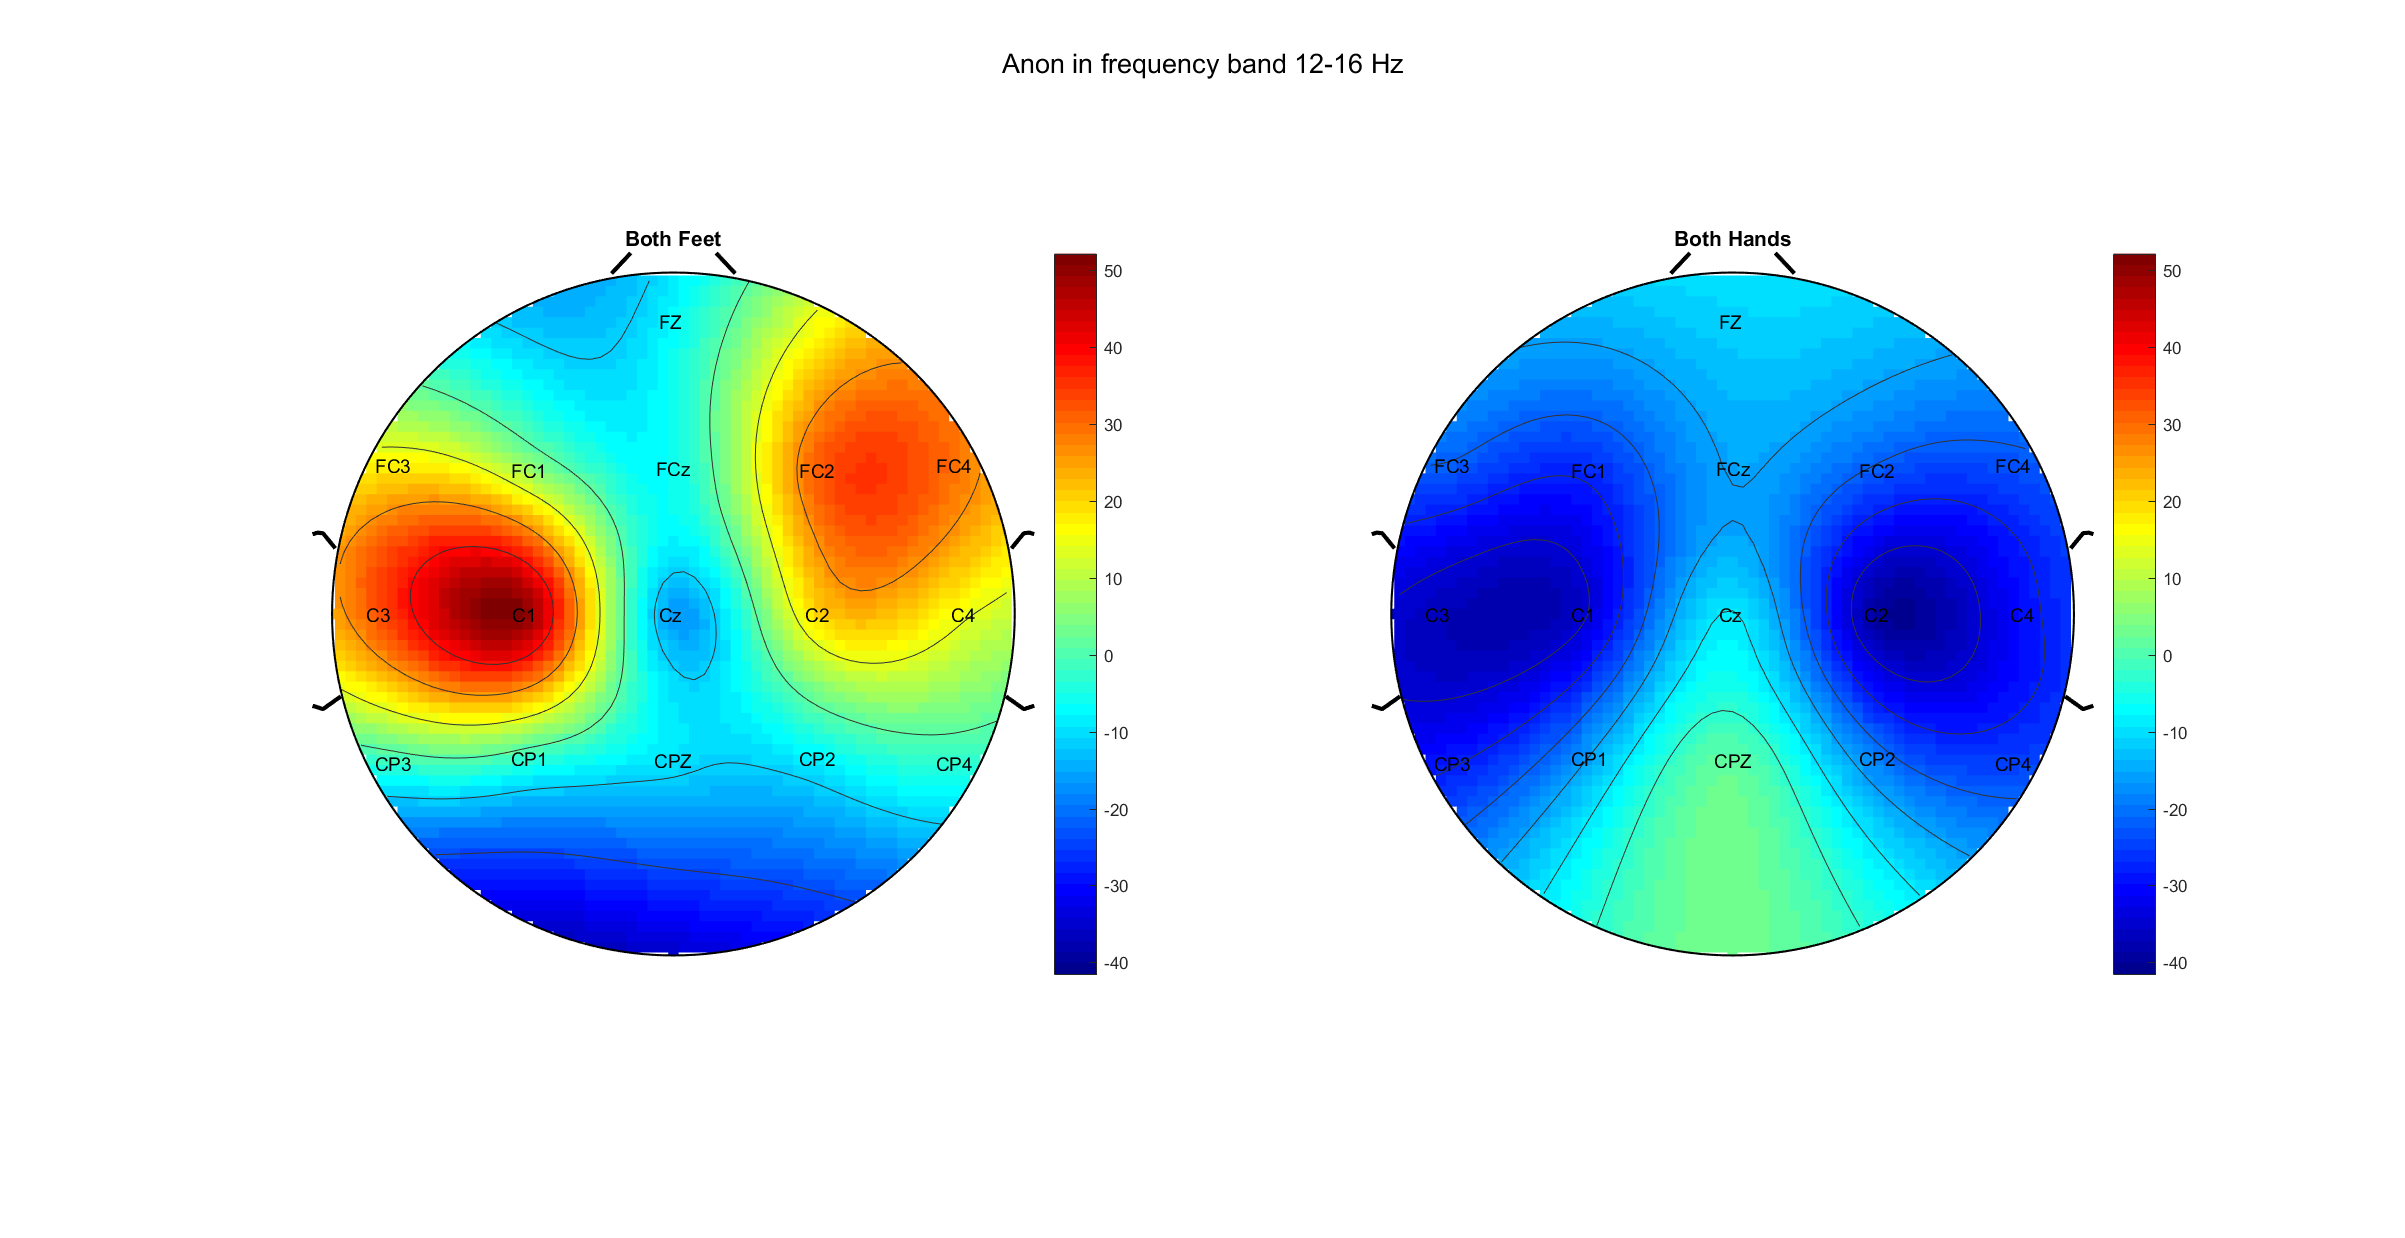 Anon in frequency band 12-16 Hz
Both Feet
FZ
FC3 FC1 FCz FC2 FC4
C3 C1 Cz C2 C4
CP3 CP1 CPZ CP2 CP4
50
40
30
20
10
0
-10
-20
-30
-40
Both Hands
FZ
FC3 FC1 FCz FC2 FC4
C3 C1 Cz C2 C4
CP3 CP1 CPZ CP2 CP4
50
40
30
20
10
0
-10
-20
-30
-40